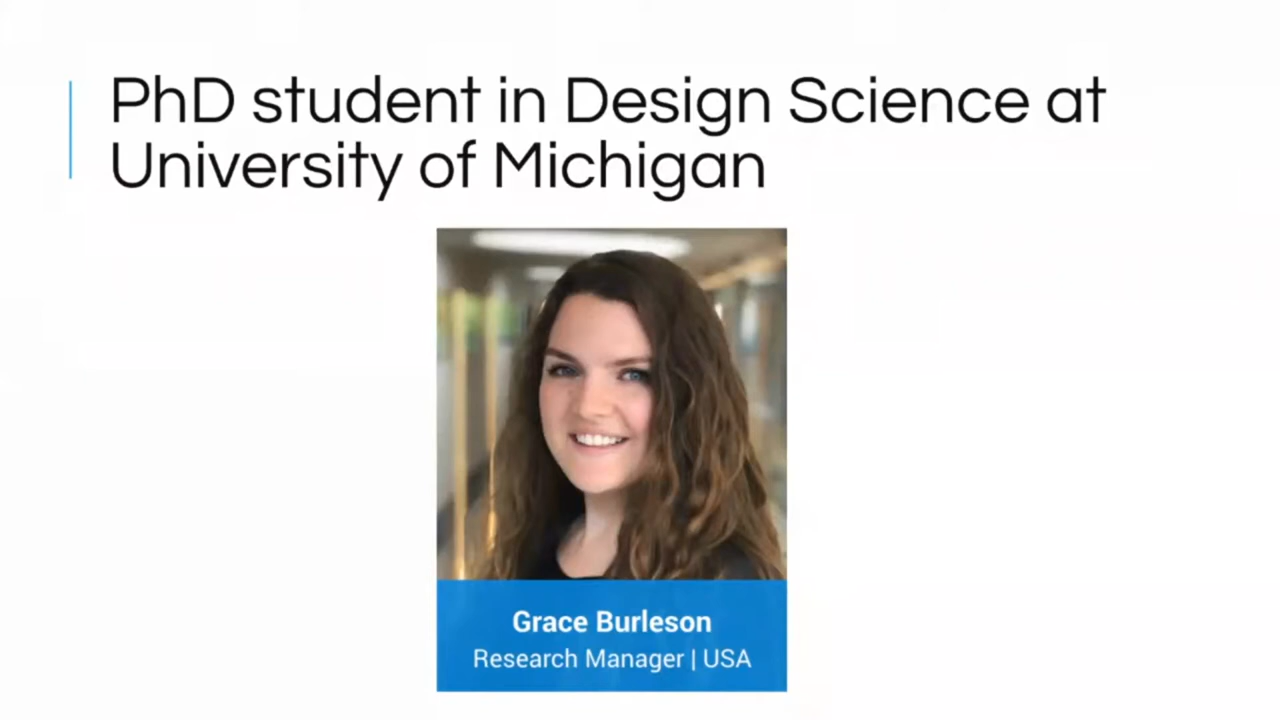 PhD student in Design Science at
University of Michigan
Grace Burleson
Research Manager | USA